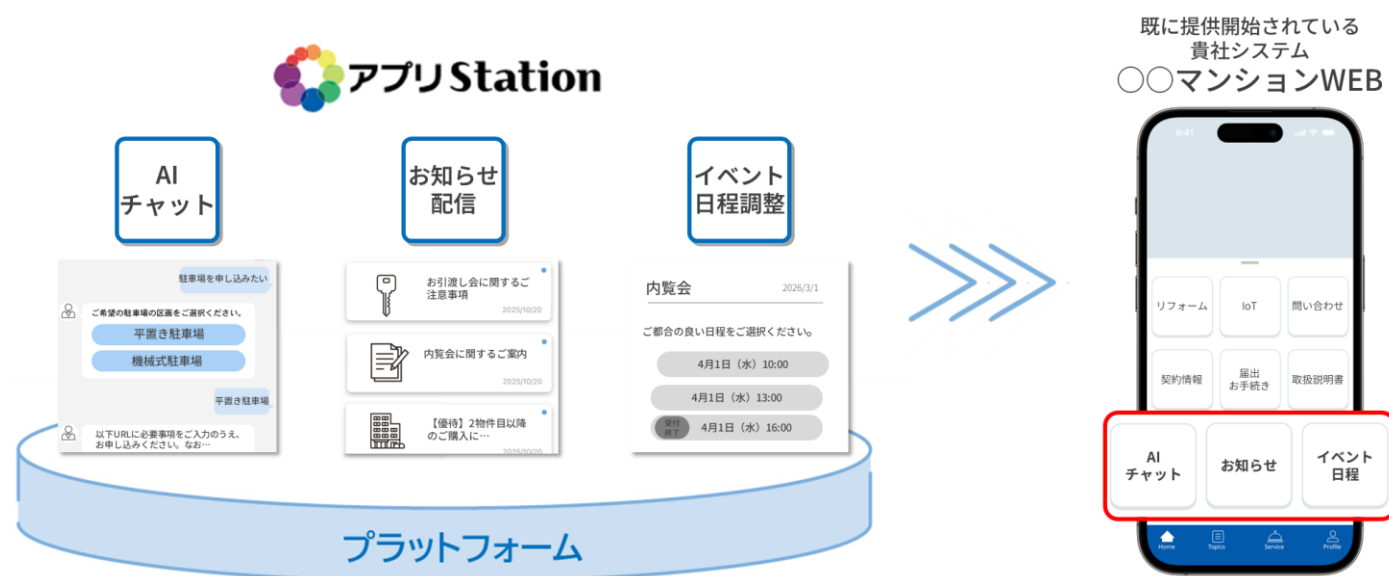 アプリStation
AI
チャット
お知らせ
配信
イベント
日程調整
駐車場を申し込みたい
ご希望の駐車場の区画をご選択ください。
平置き駐車場
機械式駐車場
平置き駐車場
以下URLに必要事項をご入力のうえ、
お申し込みください。なお…
お引渡し会に関するご
注意事項
2025/10/20
内覧会に関するご案内
2025/10/20
【優待】2物件目以降
のご購入に…
2025/10/20
内覧会
2026/3/1
ご都合の良い日程をご選択ください。
4月1日（水）10:00
4月1日（水）13:00
受付
終了
4月1日（水）16:00
プラットフォーム
既に提供開始されている
貴社システム
○○マンションWEB
9:41
リフォーム
IoT
問い合わせ
契約情報
届出
お手続き
取扱説明書
AI
チャット
お知らせ
イベント
日程
Home
Topics
Service
Profile